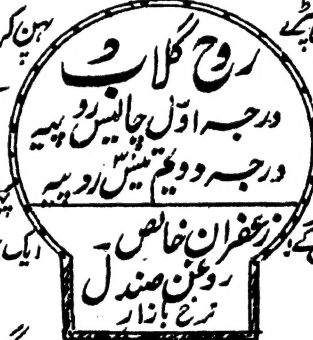 روح گلاب و
درجہ اوّل چالیس روپیہ
درجہ دویم تیس روپیہ
زعفران خالص
روغن صندل
نرخ بازار